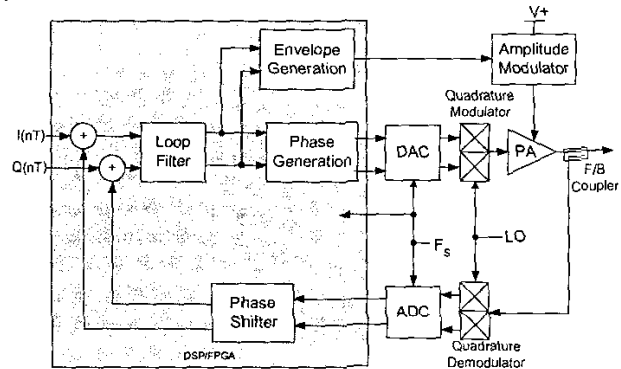 V+
Envelope
Generation
Amplitude
Modulator
Quadrature
Modulator
I(nT)
+
Q(nT)
+
Loop
Filter
Phase
Generation
DAC
PA
F/B
Coupler
Fs
LO
Phase
Shifter
ADC
Quadrature
Demodulator
DSP/FPGA